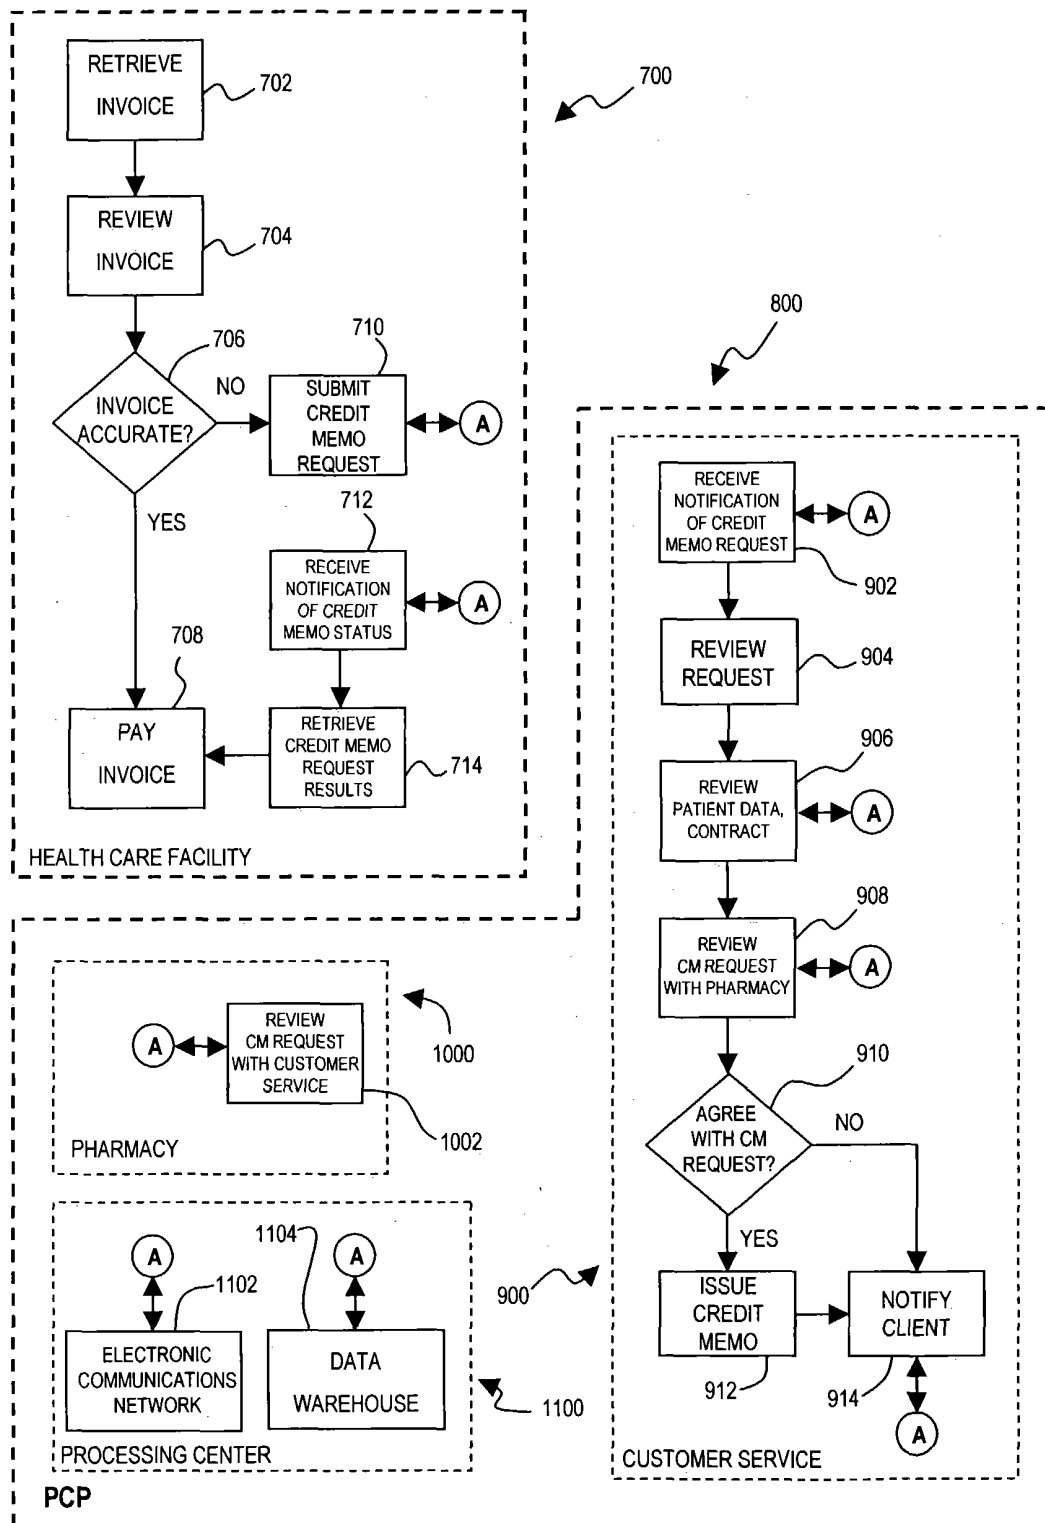 RETRIEVE
INVOICE
702
700
REVIEW
INVOICE
704
706
INVOICE
ACCURATE?
NO
YES
710
SUBMIT
CREDIT
MEMO
REQUEST
A
712
RECEIVE
NOTIFICATION
OF CREDIT
MEMO STATUS
A
708
PAY
INVOICE
RETRIEVE
CREDIT MEMO
REQUEST
RESULTS
714
HEALTH CARE FACILITY
800
RECEIVE
NOTIFICATION
OF CREDIT
MEMO REQUEST
A
902
REVIEW
REQUEST
904
906
REVIEW
PATIENT DATA,
CONTRACT
A
908
REVIEW
CM REQUEST
WITH PHARMACY
A
910
AGREE
WITH CM
REQUEST?
NO
YES
900
ISSUE
CREDIT
MEMO
912
NOTIFY
CLIENT
914
A
CUSTOMER SERVICE
A
REVIEW
CM REQUEST
WITH CUSTOMER
SERVICE
1000
1002
PHARMACY
A
1102
ELECTRONIC
COMMUNICATIONS
NETWORK
1104
A
DATA
WAREHOUSE
1100
PROCESSING CENTER
PCP